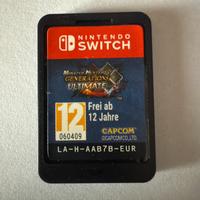 NINTENDO
SWITCH
MONSTER HUNTER
GENERATIONS
ULTIMATE
12
060409
Frei ab
12 Jahre
CAPCOM
©CAPCOM CO., LTD.
LA-H-AAB7B-EUR